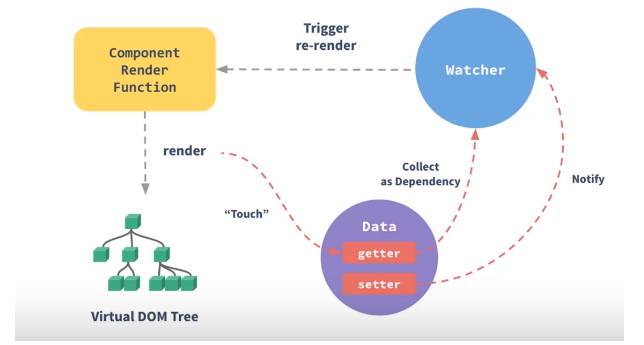 Trigger
re-render
Component
Render
Function
Watcher
render
Collect
as Dependency
Notify
“Touch”
Data
getter
setter
Virtual DOM Tree